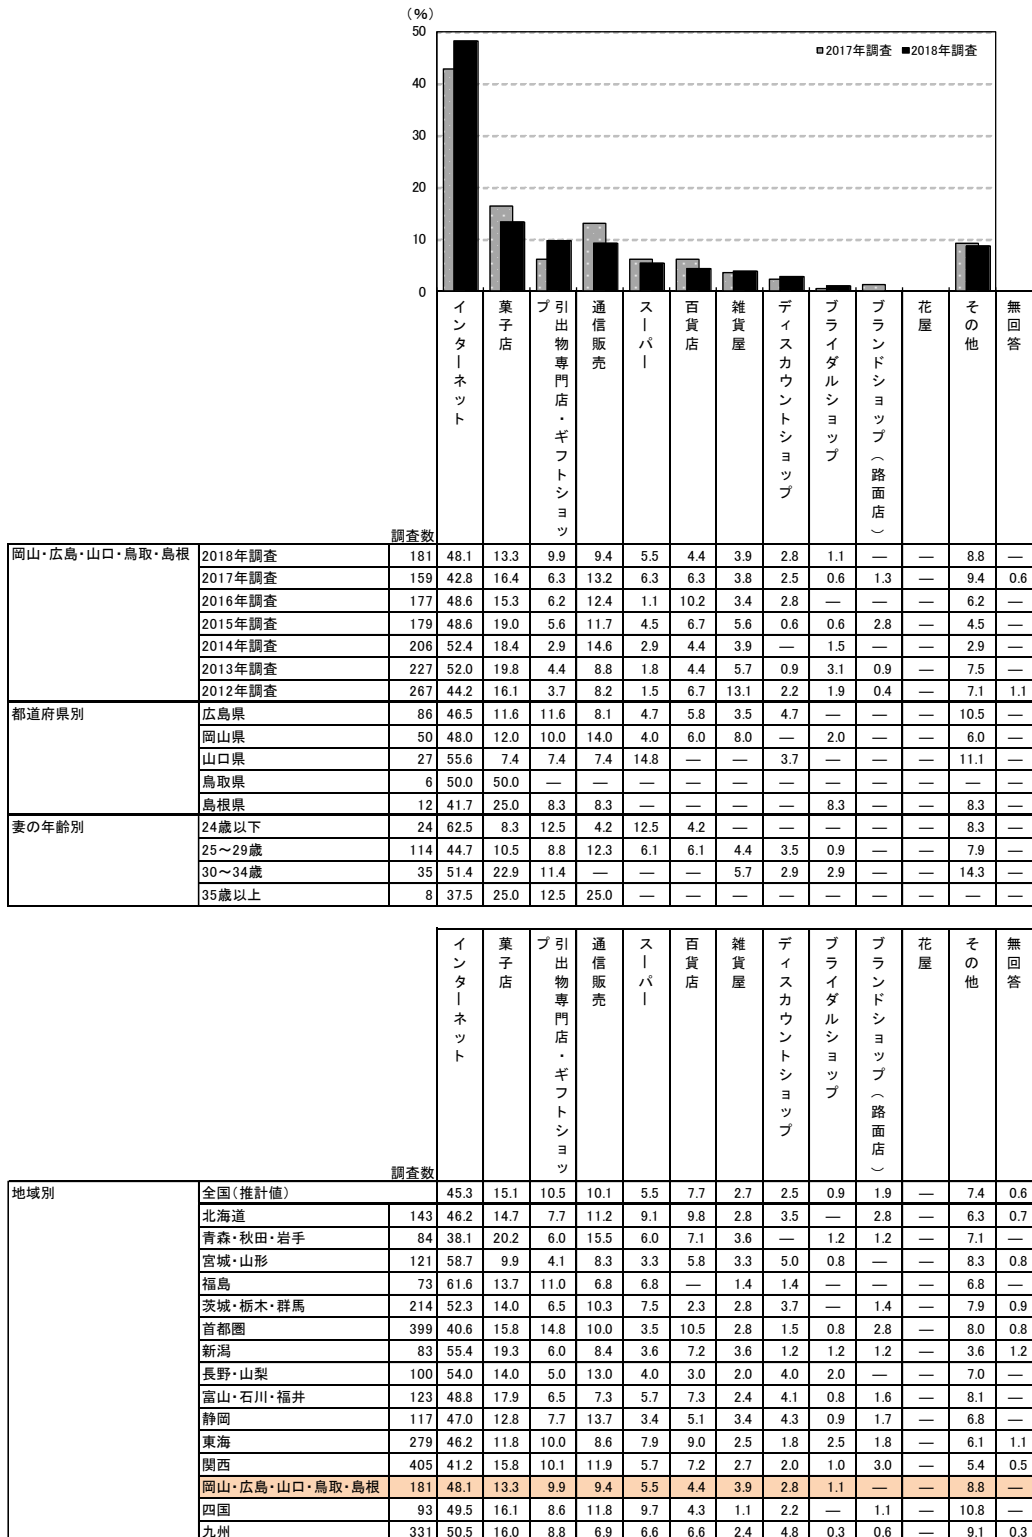 (%)
50
40
30
20
10
0
2017年調査 2018年調査
インターネット
菓子店
引出物専門店・ギフトショップ
通信販売
スーパー
百貨店
雑貨屋
ディスカウントショップ
ブライダルショップ
ブランドショップ(路面店)
花屋
その他
無回答
調査数
岡山・広島・山口・鳥取・島根 2018年調査 181 48.1 13.3 9.9 9.4 5.5 4.4 3.9 2.8 1.1 — — 8.8 —
2017年調査 159 42.8 16.4 6.3 13.2 6.3 6.3 3.8 2.5 0.6 1.3 — 9.4 0.6
2016年調査 177 48.6 15.3 6.2 12.4 1.1 10.2 3.4 2.8 — — — 6.2 —
2015年調査 179 48.6 19.0 5.6 11.7 4.5 6.7 5.6 0.6 0.6 2.8 — 4.5 —
2014年調査 206 52.4 18.4 2.9 14.6 2.9 4.4 3.9 — 1.5 — — 2.9 —
2013年調査 227 52.0 19.8 4.4 8.8 1.8 4.4 5.7 0.9 3.1 0.9 — 7.5 —
2012年調査 267 44.2 16.1 3.7 8.2 1.5 6.7 13.1 2.2 1.9 0.4 — 7.1 1.1
都道府県別 広島県 86 46.5 11.6 11.6 8.1 4.7 5.8 3.5 4.7 — — — 10.5 —
岡山県 50 48.0 12.0 10.0 14.0 4.0 6.0 8.0 — 2.0 — — 6.0 —
山口県 27 55.6 7.4 7.4 7.4 14.8 — — 3.7 — — — 11.1 —
鳥取県 6 50.0 50.0 — — — — — — — — — — —
島根県 12 41.7 25.0 8.3 8.3 — — — — 8.3 — — 8.3 —
妻の年齢別 24歳以下 24 62.5 8.3 12.5 4.2 12.5 4.2 — — — — — 8.3 —
25～29歳 114 44.7 10.5 8.8 12.3 6.1 6.1 4.4 3.5 0.9 — — 7.9 —
30～34歳 35 51.4 22.9 11.4 — — — 5.7 2.9 2.9 — — 14.3 —
35歳以上 8 37.5 25.0 12.5 25.0 — — — — — — — — —
インターネット
菓子店
引出物専門店・ギフトショップ
通信販売
スーパー
百貨店
雑貨屋
ディスカウントショップ
ブライダルショップ
ブランドショップ(路面店)
花屋
その他
無回答
調査数
地域別 全国(推計値) 45.3 15.1 10.5 10.1 5.5 7.7 2.7 2.5 0.9 1.9 — 7.4 0.6
北海道 143 46.2 14.7 7.7 11.2 9.1 9.8 2.8 3.5 — 2.8 — 6.3 0.7
青森・秋田・岩手 84 38.1 20.2 6.0 15.5 6.0 7.1 3.6 — 1.2 1.2 — 7.1 —
宮城・山形 121 58.7 9.9 4.1 8.3 3.3 5.8 3.3 5.0 0.8 — — 8.3 0.8
福島 73 61.6 13.7 11.0 6.8 6.8 — 1.4 1.4 — — — 6.8 —
茨城・栃木・群馬 214 52.3 14.0 6.5 10.3 7.5 2.3 2.8 3.7 — 1.4 — 7.9 0.9
首都圏 399 40.6 15.8 14.8 10.0 3.5 10.5 2.8 1.5 0.8 2.8 — 8.0 0.8
新潟 83 55.4 19.3 6.0 8.4 3.6 7.2 3.6 1.2 1.2 1.2 — 3.6 1.2
長野・山梨 100 54.0 14.0 5.0 13.0 4.0 3.0 2.0 4.0 2.0 — — 7.0 —
富山・石川・福井 123 48.8 17.9 6.5 7.3 5.7 7.3 2.4 4.1 0.8 1.6 — 8.1 —
静岡 117 47.0 12.8 7.7 13.7 3.4 5.1 3.4 4.3 0.9 1.7 — 6.8 —
東海 279 46.2 11.8 10.0 8.6 7.9 9.0 2.5 1.8 2.5 1.8 — 6.1 1.1
関西 405 41.2 15.8 10.1 11.9 5.7 7.2 2.7 2.0 1.0 3.0 — 5.4 0.5
岡山・広島・山口・鳥取・島根 181 48.1 13.3 9.9 9.4 5.5 4.4 3.9 2.8 1.1 — — 8.8 —
四国 93 49.5 16.1 8.6 11.8 9.7 4.3 1.1 2.2 — 1.1 — 10.8 —
九州 331 50.5 16.0 8.8 6.9 6.6 6.6 2.4 4.8 0.3 0.6 — 9.1 0.3